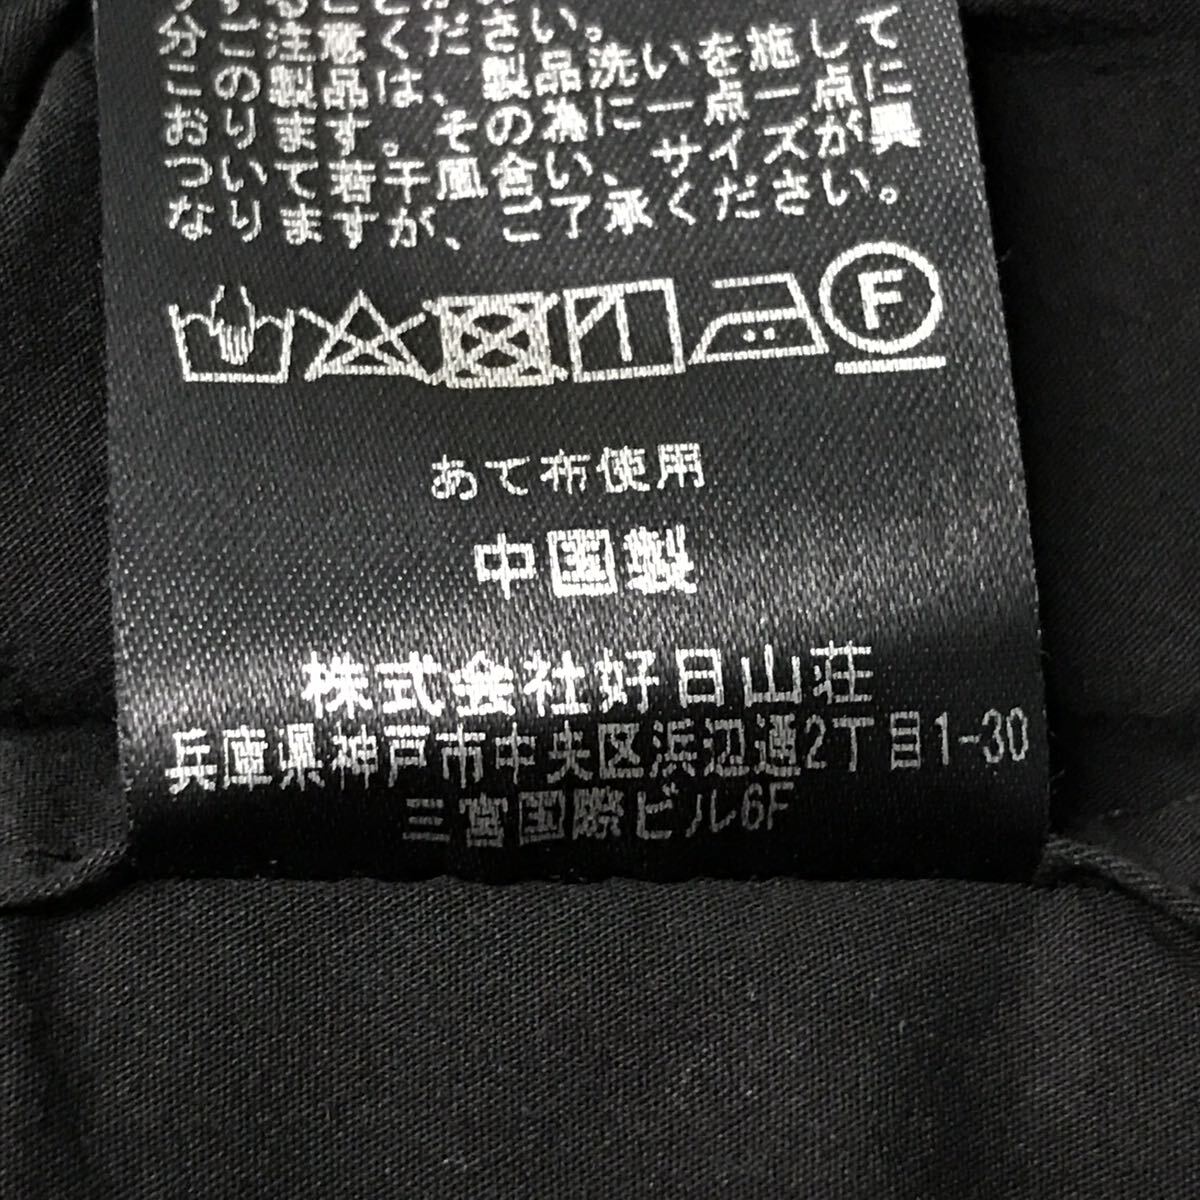 分ご注意ください。
この製品は、製品洗いを施して
おります。その為に一点一点に
ついて若干風合い、サイズが異
なりますが、ご了承ください。
F
あて布使用
中国製
株式会社好日山荘
兵庫県神戸市中央区浜辺通2丁目1-30
三宮国際ビル6F